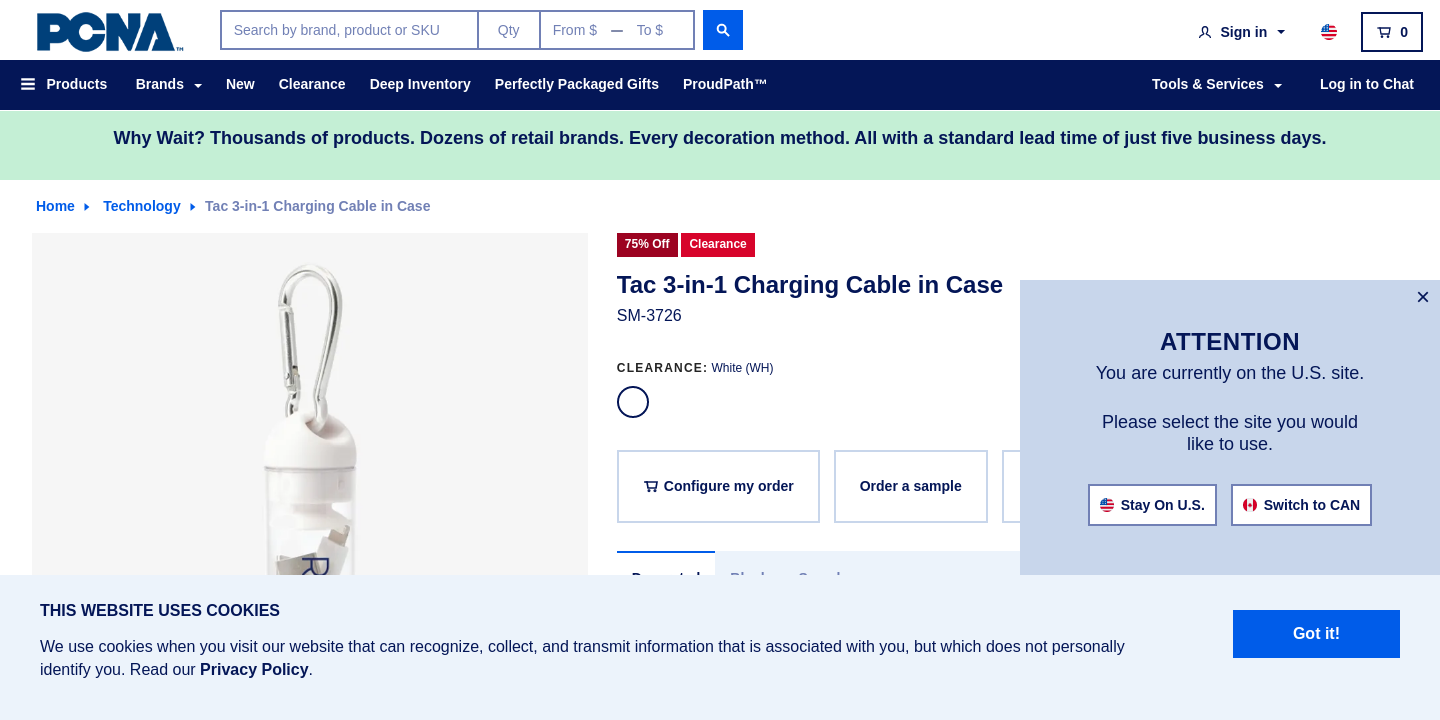 PCNA™
Search by brand, product or SKU
Qty
From $ — To $
Sign in
0
Products
Brands
New
Clearance
Deep Inventory
Perfectly Packaged Gifts
ProudPath™
Tools & Services
Log in to Chat
Why Wait? Thousands of products. Dozens of retail brands. Every decoration method. All with a standard lead time of just five business days.
Home
Technology
Tac 3-in-1 Charging Cable in Case
75% Off
Clearance
Tac 3-in-1 Charging Cable in Case
SM-3726
CLEARANCE: White (WH)
Configure my order
Order a sample
×
ATTENTION
You are currently on the U.S. site.
Please select the site you would
like to use.
Stay On U.S.
Switch to CAN
THIS WEBSITE USES COOKIES
We use cookies when you visit our website that can recognize, collect, and transmit information that is associated with you, but which does not personally
identify you. Read our Privacy Policy.
Got it!